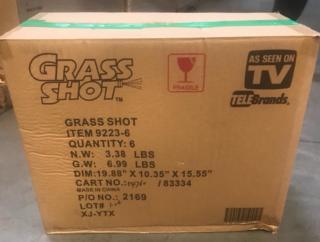 GRASS
SHOT™
FRAGILE
AS SEEN ON
TV
TELEBrands®
GRASS SHOT
ITEM 9223-6
QUANTITY: 6
N.W: 3.38 LBS
G.W: 6.99 LBS
DIM:19.88" X 10.35" X 15.55"
CART NO.: / 83334
MADE IN CHINA
P/O NO.: 2169
LOT#
XJ-YTX